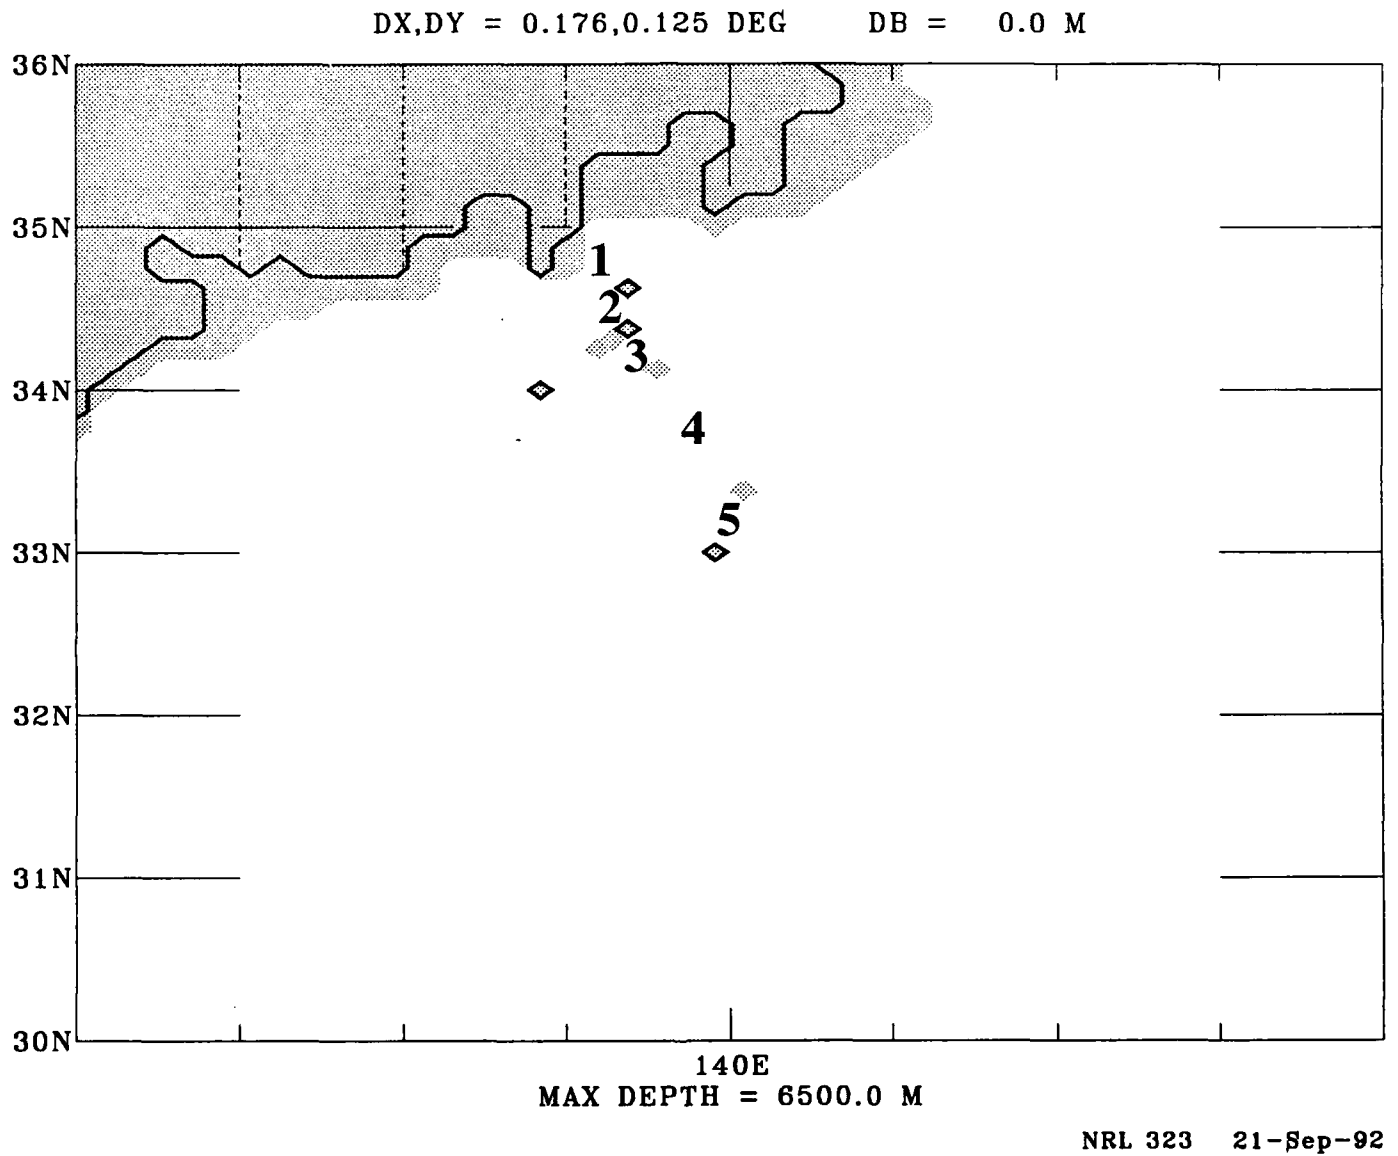 DX,DY = 0.176,0.125 DEG DB = 0.0 M
36N
35N
1
2
3
34N
4
5
33N
32N
31N
30N
140E
MAX DEPTH = 6500.0 M
NRL 323 21-Sep-92